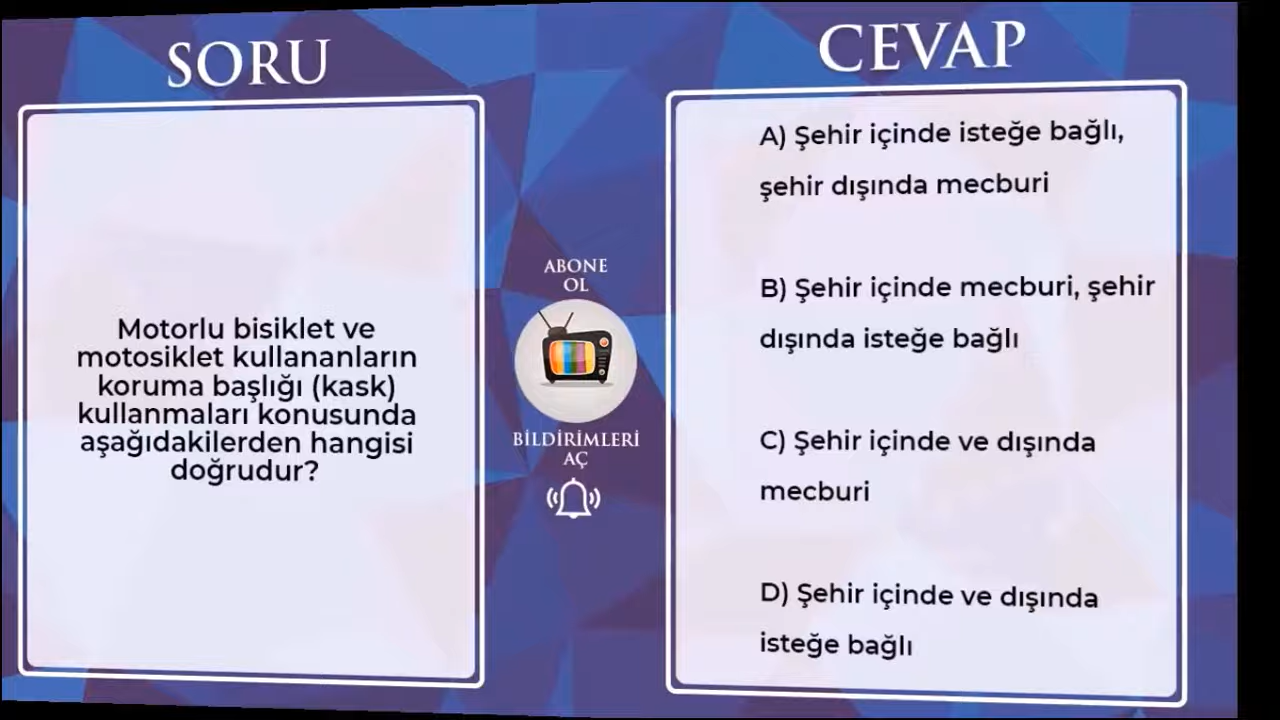 SORU
Motorlu bisiklet ve
motosiklet kullananların
koruma başlığı (kask)
kullanmaları konusunda
aşağıdakilerden hangisi
doğrudur?
ABONE
OL
BİLDİRİMLERİ
AÇ
CEVAP
A) Şehir içinde isteğe bağlı,
şehir dışında mecburi
B) Şehir içinde mecburi, şehir
dışında isteğe bağlı
C) Şehir içinde ve dışında
mecburi
D) Şehir içinde ve dışında
isteğe bağlı